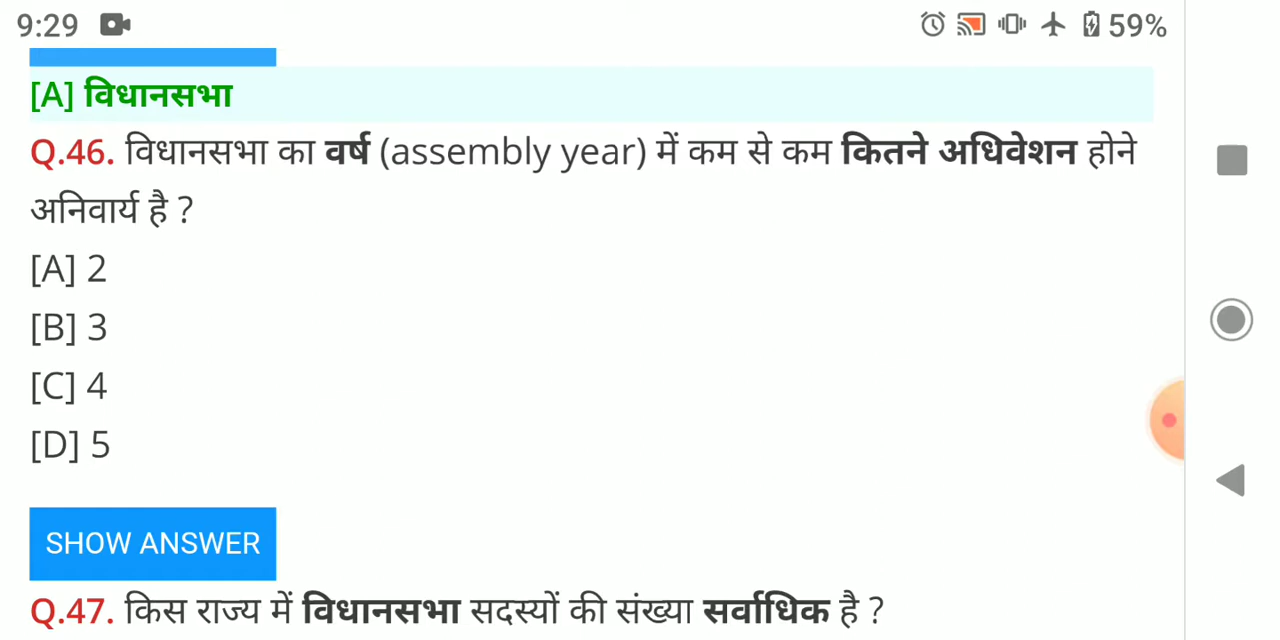 9:29 59%
[A] विधानसभा
Q.46. विधानसभा का वर्ष (assembly year) में कम से कम कितने अधिवेशन होने
अनिवार्य है ?
[A] 2
[B] 3
[C] 4
[D] 5
SHOW ANSWER
Q.47. किस राज्य में विधानसभा सदस्यों की संख्या सर्वाधिक है ?